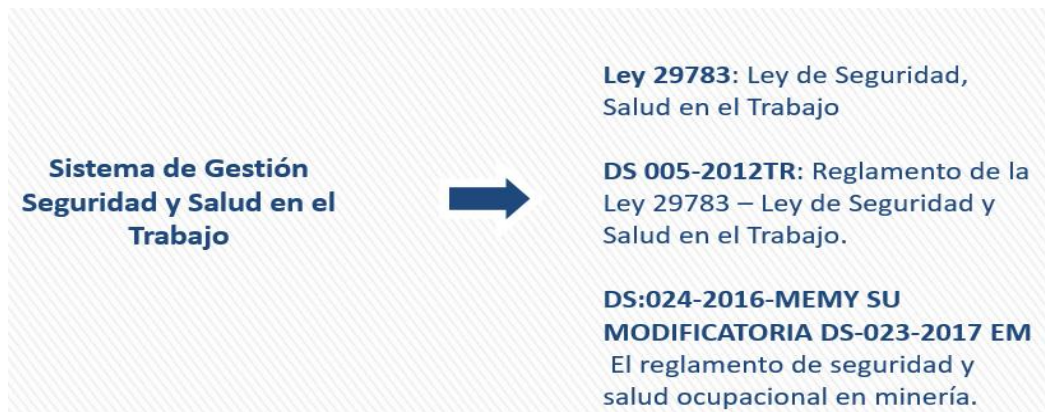 Sistema de Gestión
Seguridad y Salud en el
Trabajo
Ley 29783: Ley de Seguridad,
Salud en el Trabajo
DS 005-2012TR: Reglamento de la
Ley 29783 – Ley de Seguridad y
Salud en el Trabajo.
DS:024-2016-MEMY SU
MODIFICATORIA DS-023-2017 EM
El reglamento de seguridad y
salud ocupacional en minería.